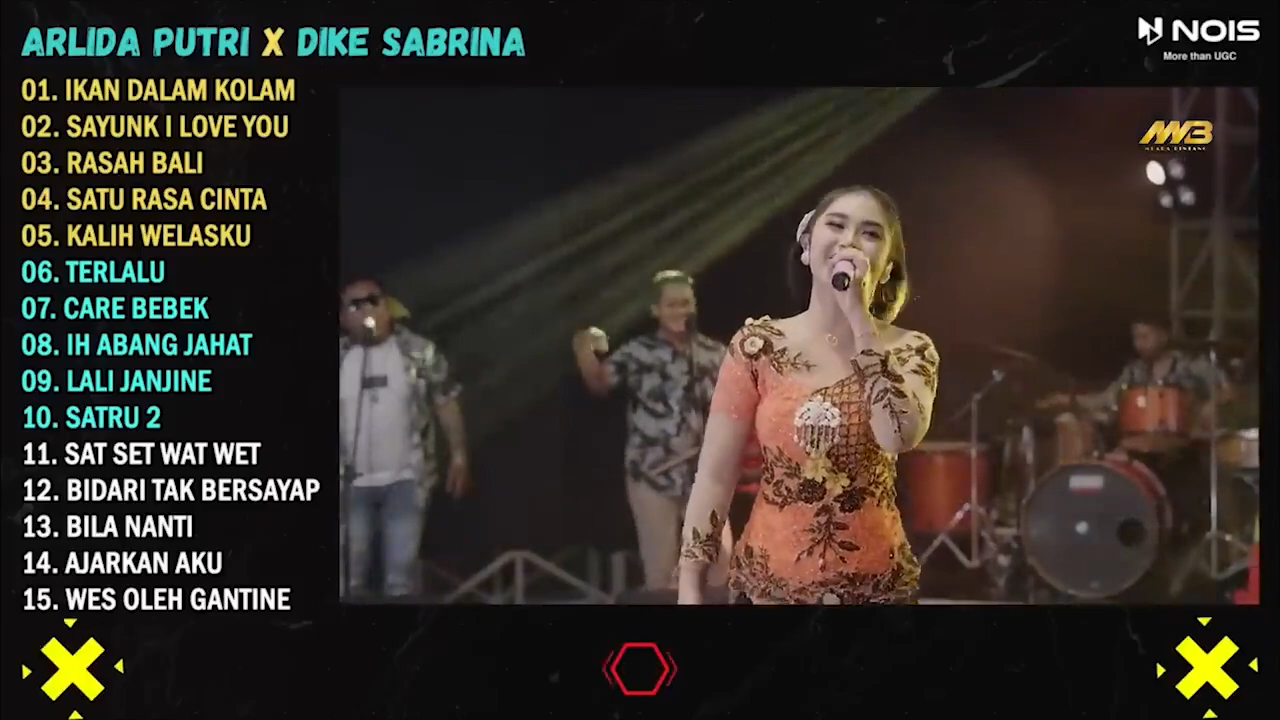 ARLIDA PUTRI X DIKE SABRINA
NOIS
More than UGC
01. IKAN DALAM KOLAM
02. SAYUNK I LOVE YOU
03. RASAH BALI
04. SATU RASA CINTA
05. KALIH WELASKU
06. TERLALU
07. CARE BEBEK
08. IH ABANG JAHAT
09. LALI JANJINE
10. SATRU 2
11. SAT SET WAT WET
12. BIDARI TAK BERSAYAP
13. BILA NANTI
14. AJARKAN AKU
15. WES OLEH GANTINE